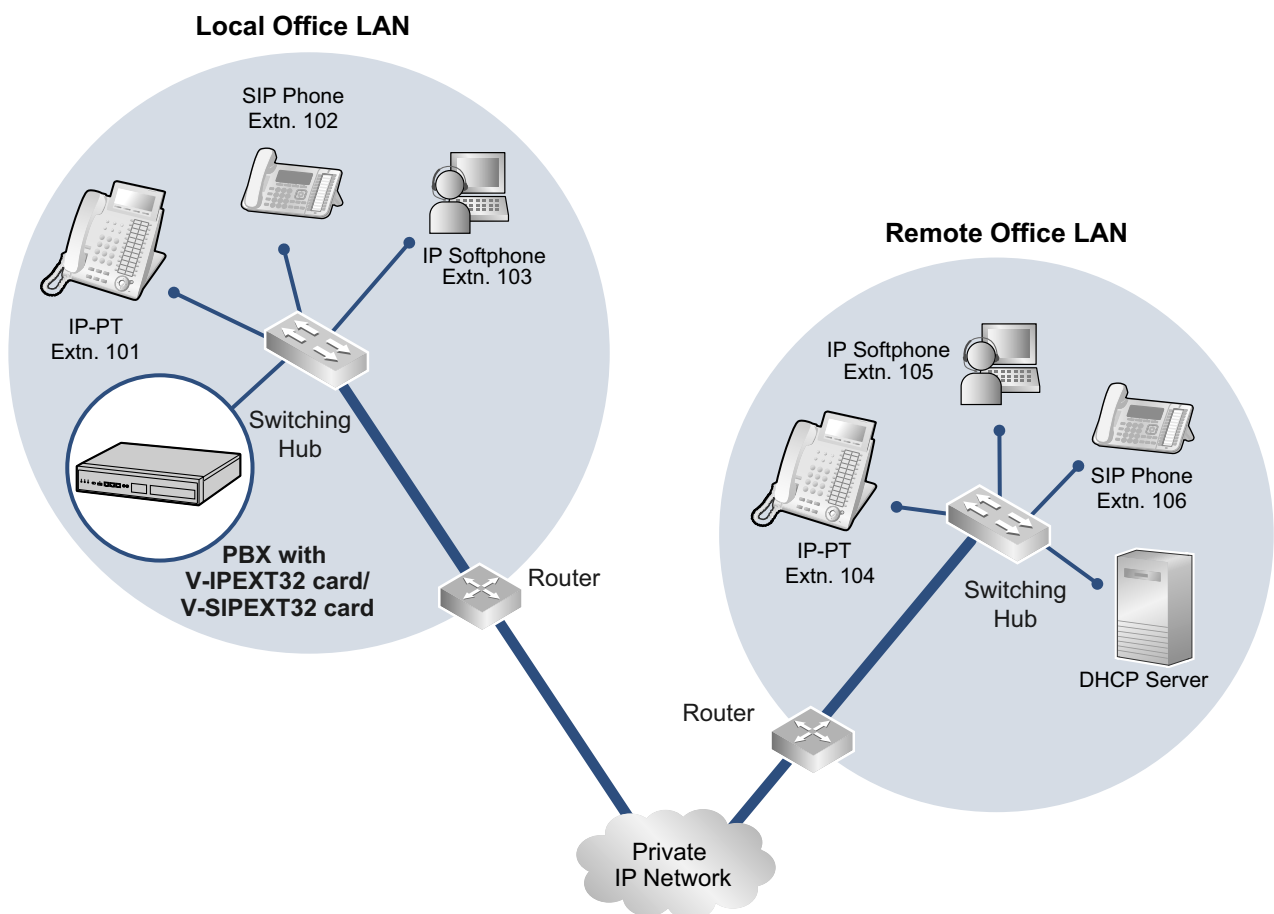 Local Office LAN
SIP Phone
Extn. 102
IP Softphone
Extn. 103
IP-PT
Extn. 101
Switching
Hub
PBX with
V-IPEXT32 card/
V-SIPEXT32 card
Router
Remote Office LAN
IP Softphone
Extn. 105
SIP Phone
Extn. 106
IP-PT
Extn. 104
Switching
Hub
DHCP Server
Router
Private
IP Network